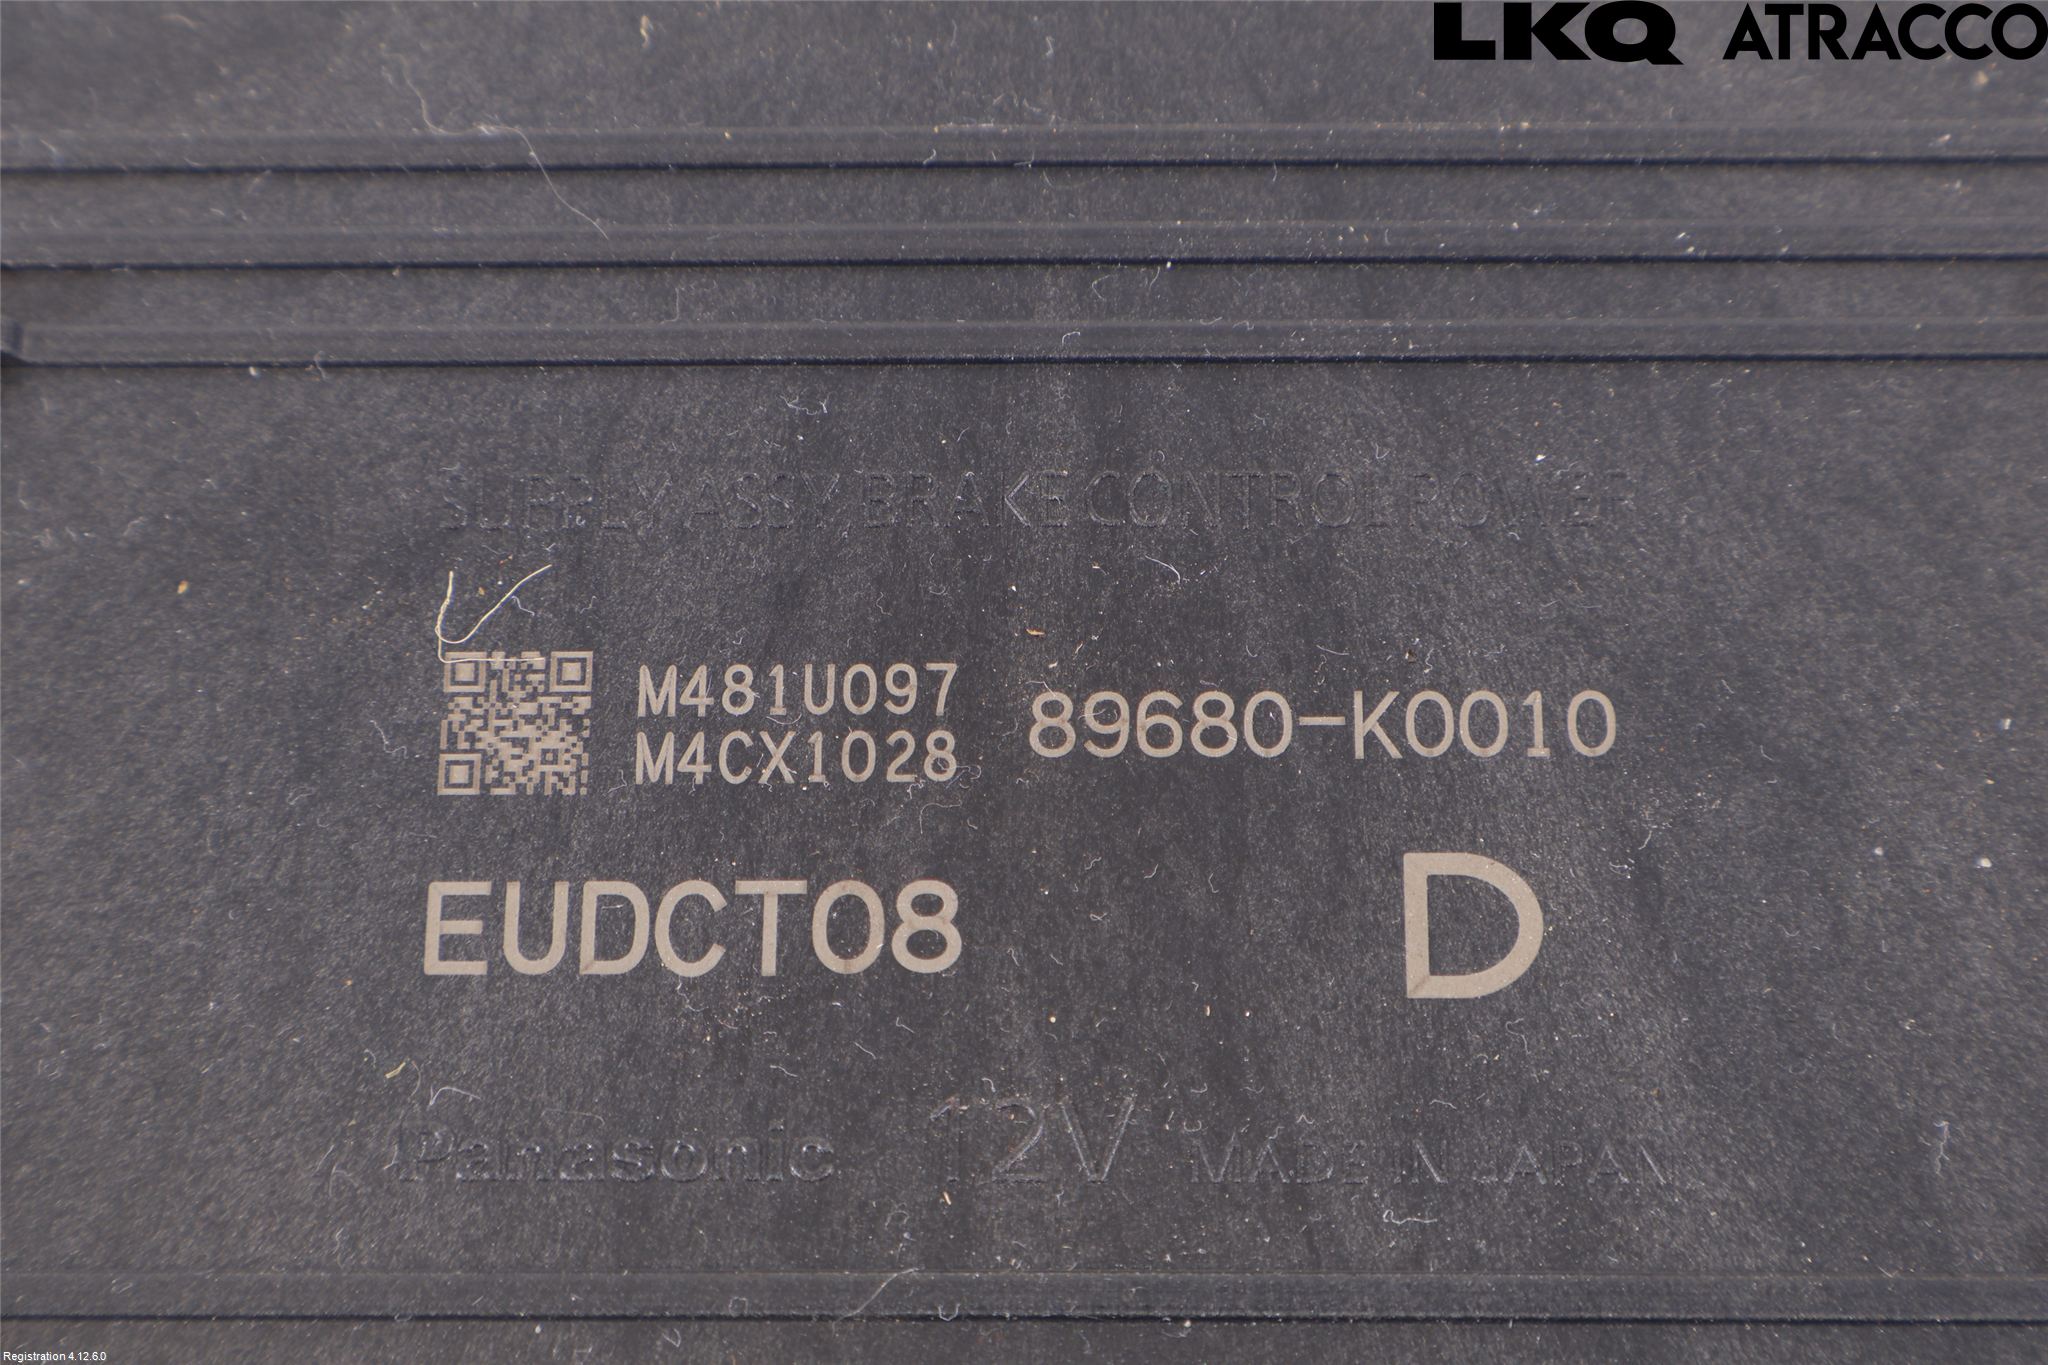 LKQ ATRACCO
SUPPLY ASSY BRAKE CONTROL POWER
M481U097
M4CX1028
89680-K0010
EUDCT08
D
Panasonic 12V MADE IN JAPAN
Registration 4.12.6.0